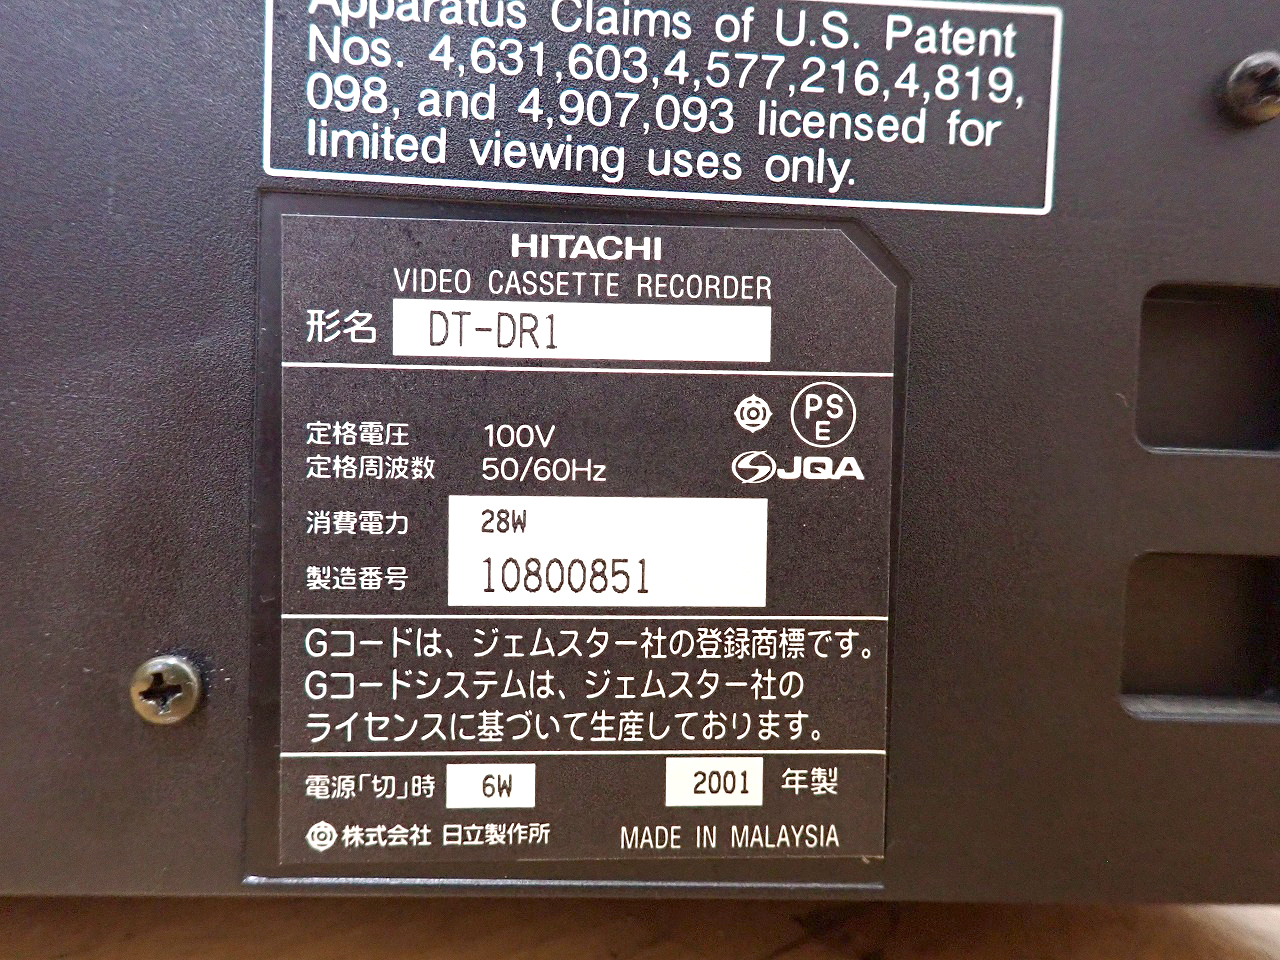 Apparatus Claims of U.S. Patent
Nos. 4,631,603,4,577,216,4,819,
098, and 4,907,093 licensed for
limited viewing uses only.
HITACHI
VIDEO CASSETTE RECORDER
形名 DT-DR1
PS
E
定格電圧 100V
定格周波数 50/60Hz
JQA
消費電力 28W
製造番号 10800851
Gコードは、ジェムスター社の登録商標です。
Gコードシステムは、ジェムスター社の
ライセンスに基づいて生産しております。
電源「切」時 6W 2001 年製
株式会社 日立製作所 MADE IN MALAYSIA